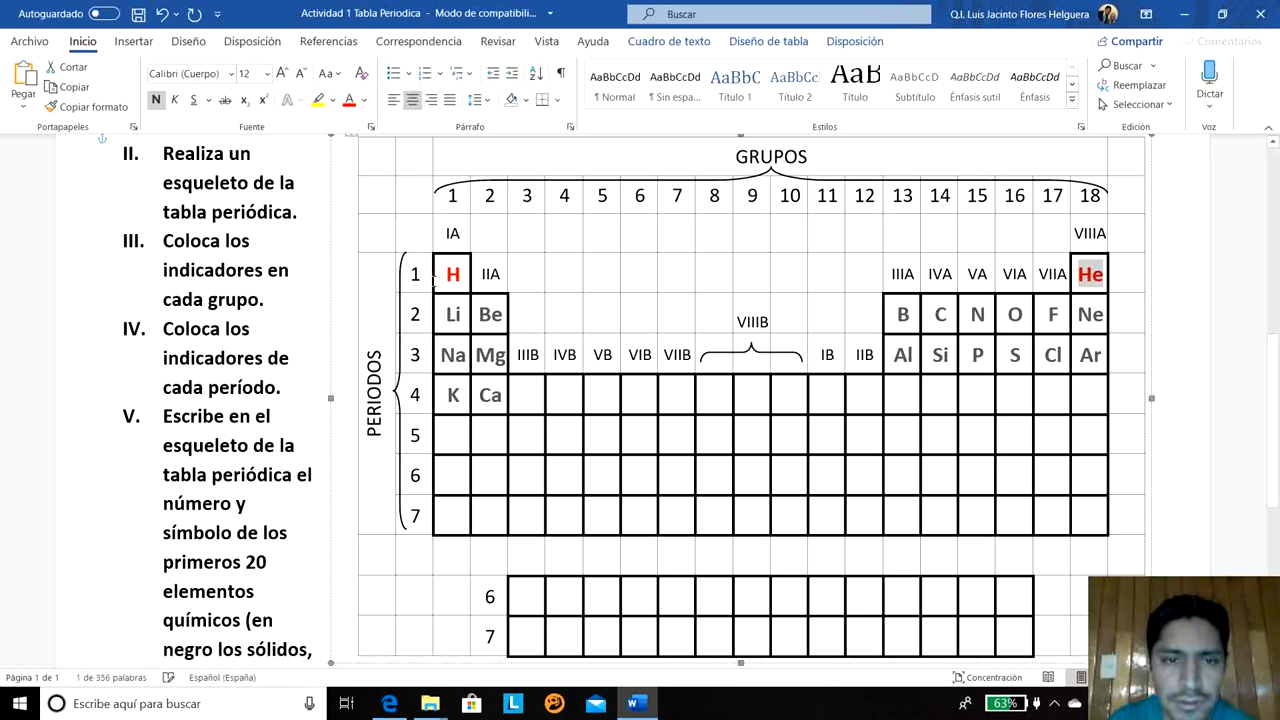 Autoguardado
Actividad 1 Tabla Periodica - Modo de compatibili...
Buscar
Q.I. Luis Jacinto Flores Helguera
Archivo Inicio Insertar Diseño Disposición Referencias Correspondencia Revisar Vista Ayuda Cuadro de texto Diseño de tabla Disposición
Compartir Comentarios
Pegar
Cortar
Copiar
Copiar formato
Portapapeles
Calibri (Cuerpo) 12
N K S ab x₂ x²
Fuente
Párrafo
AaBbCcDd AaBbCcDd AaBbC AaBbCc AaB AaBbCcD AaBbCcDd AaBbCcDd
¶ Normal ¶ Sin espa... Título 1 Título 2 Título Subtítulo Énfasis sutil Énfasis
Estilos
Buscar
Reemplazar
Seleccionar
Edición
Dictar
Voz
II. Realiza un
esqueleto de la
tabla periódica.
III. Coloca los
indicadores en
cada grupo.
IV. Coloca los
indicadores de
cada período.
V. Escribe en el
esqueleto de la
tabla periódica el
número y
símbolo de los
primeros 20
elementos
químicos (en
negro los sólidos,
GRUPOS
1 2 3 4 5 6 7 8 9 10 11 12 13 14 15 16 17 18
IA VIIIA
PERIODOS
1 H IIA IIIA IVA VA VIA VIIA He
2 Li Be VIIIB B C N O F Ne
3 Na Mg IIIB IVB VB VIB VIIB IB IIB Al Si P S Cl Ar
4 K Ca
5
6
7
6
7
Página 1 de 1 1 de 356 palabras Español (España) Concentración
Escribe aquí para buscar
63%